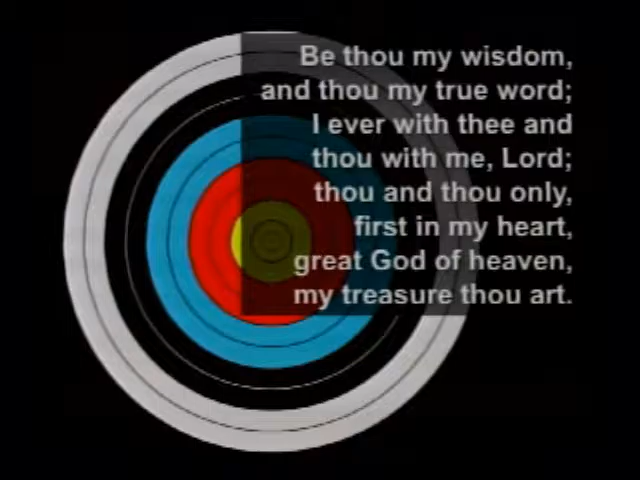 Be thou my wisdom,
and thou my true word;
I ever with thee and
thou with me, Lord;
thou and thou only,
first in my heart,
great God of heaven,
my treasure thou art.